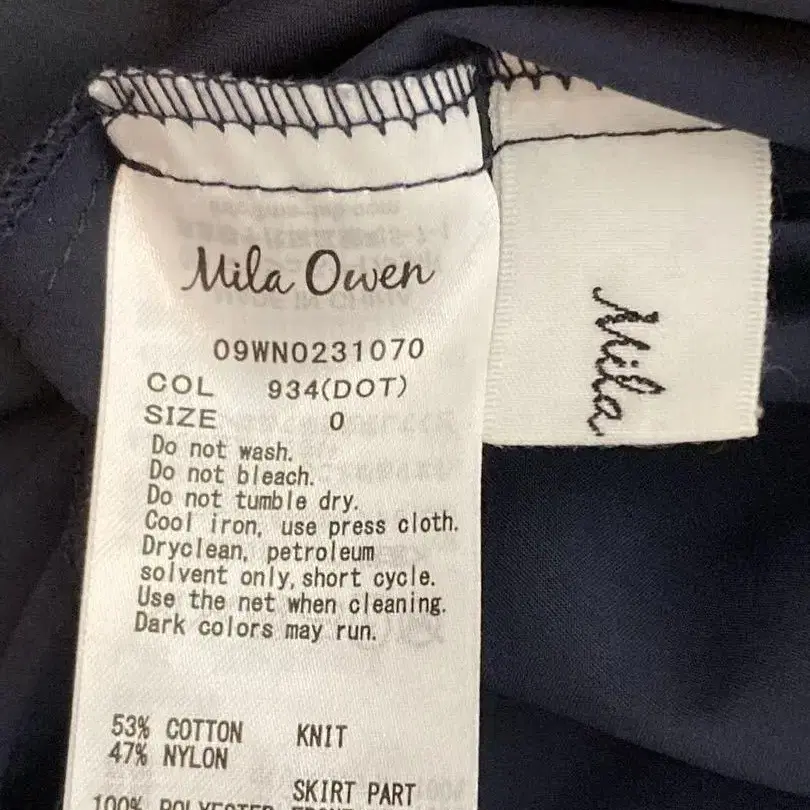 Mila Owen
09WN0231070
COL 934(DOT)
SIZE 0
Do not wash.
Do not bleach.
Do not tumble dry.
Cool iron, use press cloth.
Dryclean, petroleum
solvent only, short cycle.
Use the net when cleaning.
Dark colors may run.
53% COTTON KNIT
47% NYLON
SKIRT PART
100% POLYESTER
Mila